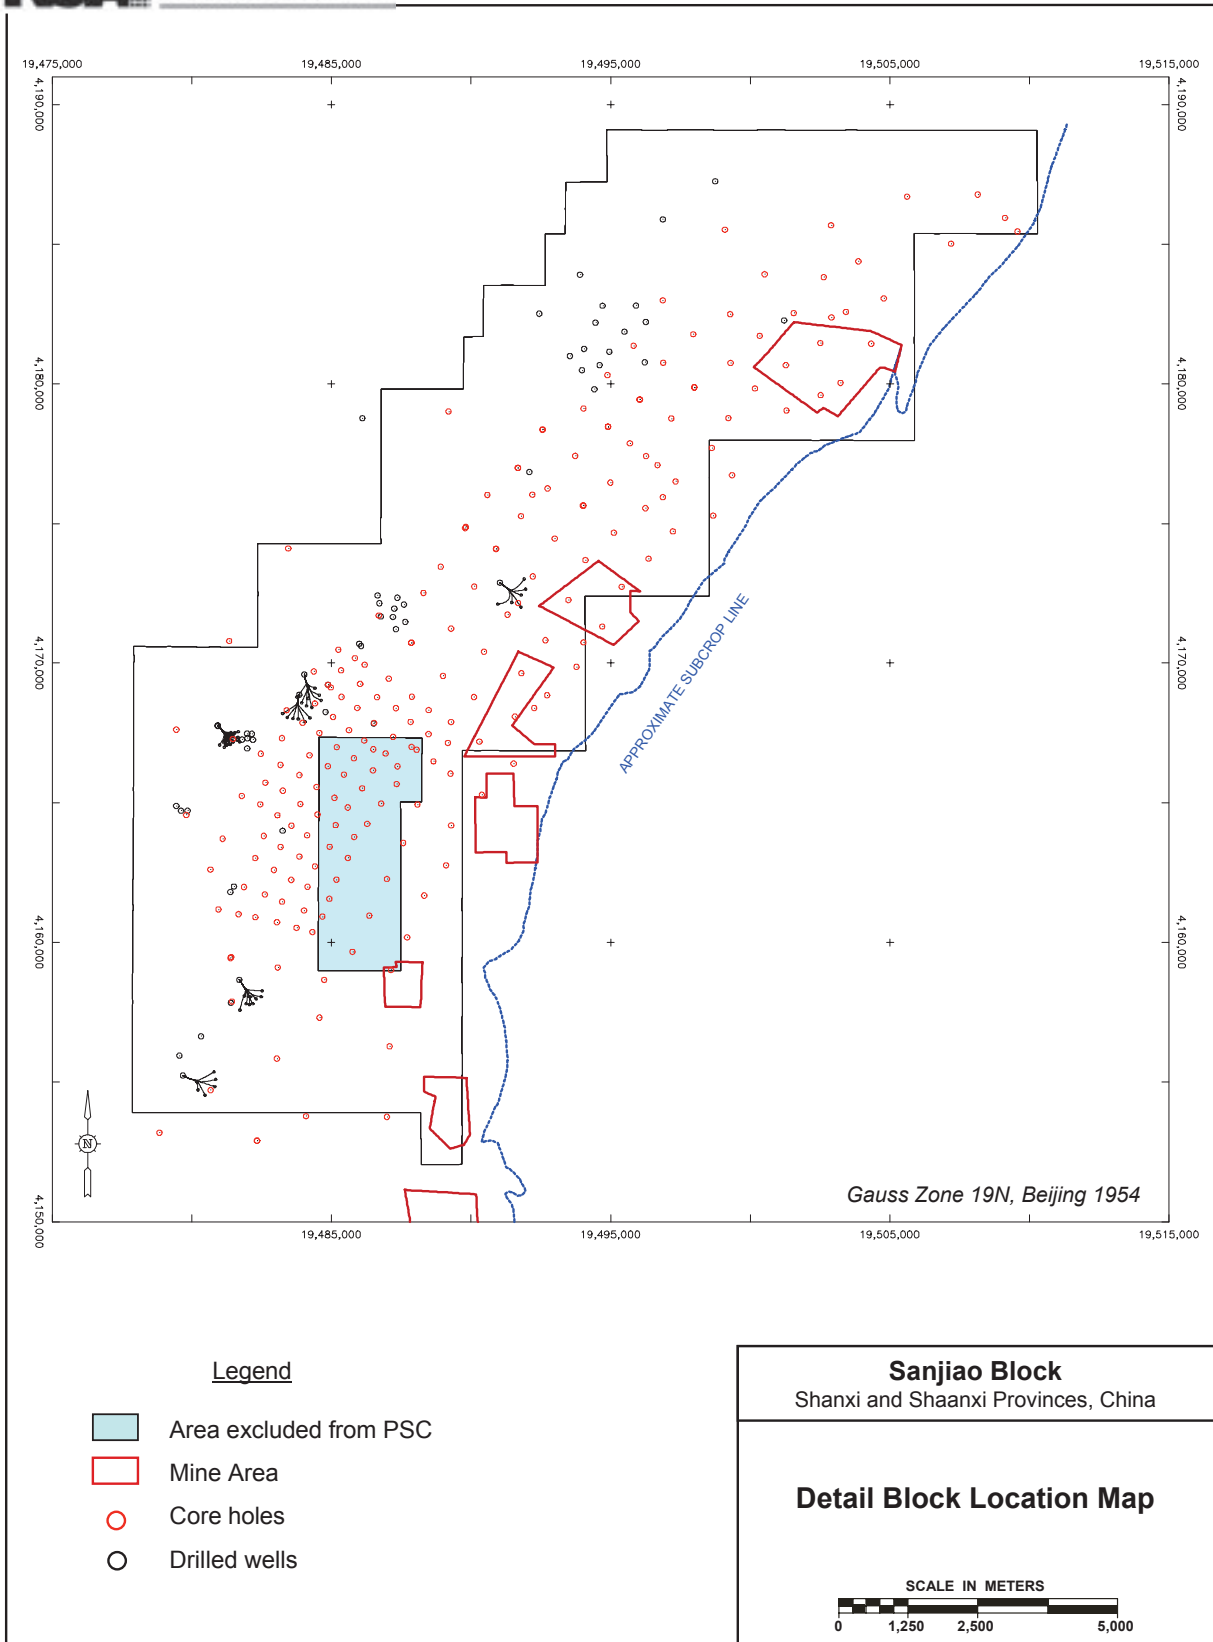 19,475,000 19,485,000 19,495,000 19,505,000 19,515,000
4,190,000 4,190,000
4,180,000 4,180,000
4,170,000 4,170,000
APPROXIMATE SUBCROP LINE
4,160,000 4,160,000
N
Gauss Zone 19N, Beijing 1954
4,150,000 4,150,000
19,485,000 19,495,000 19,505,000 19,515,000
Legend
Area excluded from PSC
Mine Area
Core holes
Drilled wells
Sanjiao Block
Shanxi and Shaanxi Provinces, China
Detail Block Location Map
SCALE IN METERS
0 1,250 2,500 5,000